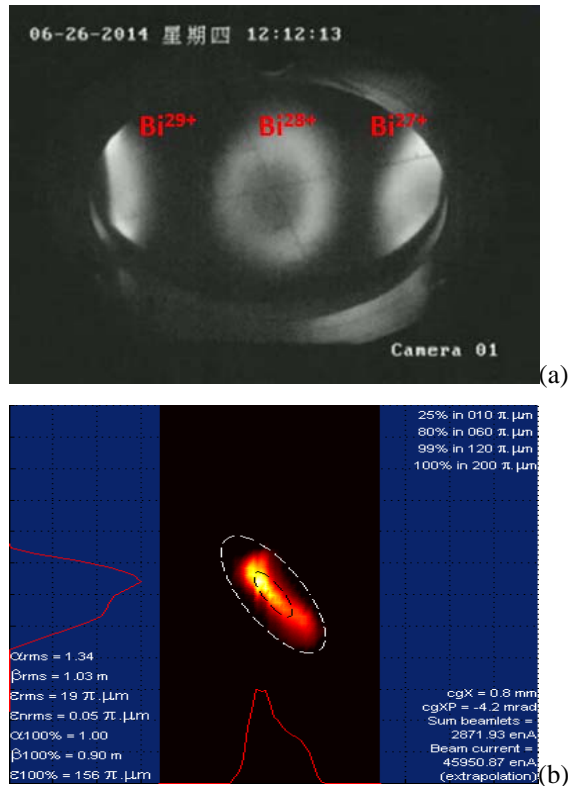 06-26-2014 星期四 12:12:13
Bi29+ Bi28+ Bi27+
Camera 01
(a)
25% in 010 π.µm
80% in 060 π.µm
99% in 120 π.µm
100% in 200 π.µm
αrms = 1.34
βrms = 1.03 m
εrms = 19 π.µm
εnrms = 0.05 π.µm
α100% = 1.00
β100% = 0.90 m
ε100% = 156 π.µm
cgX = 0.8 mm
cgXP = -4.2 mrad
Sum beamlets =
2871.93 enA
Beam current =
45950.87 enA
(extrapolation)
(b)